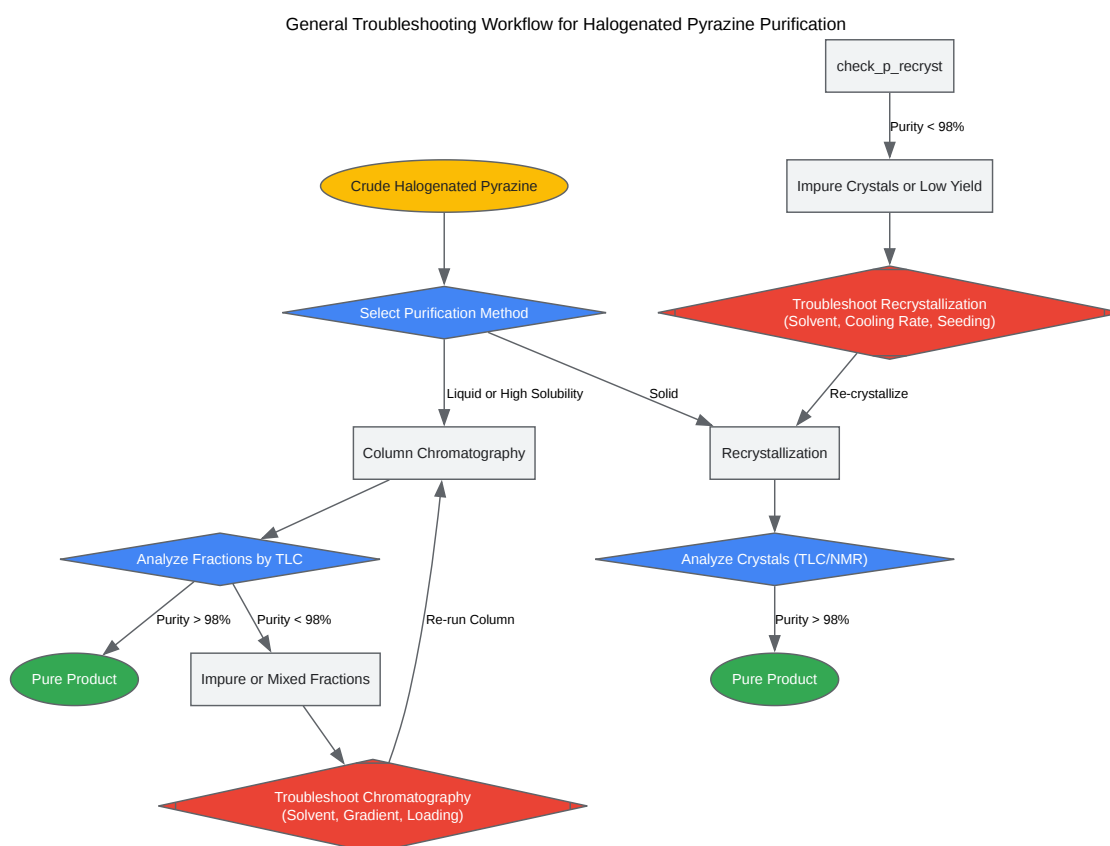 General Troubleshooting Workflow for Halogenated Pyrazine Purification
check_p_recryst
Purity < 98%
Crude Halogenated Pyrazine
Impure Crystals or Low Yield
Select Purification Method
Troubleshoot Recrystallization
(Solvent, Cooling Rate, Seeding)
Liquid or High Solubility
Solid
Re-crystallize
Column Chromatography
Recrystallization
Analyze Fractions by TLC
Analyze Crystals (TLC/NMR)
Purity > 98%
Purity < 98%
Re-run Column
Purity > 98%
Pure Product
Impure or Mixed Fractions
Pure Product
Troubleshoot Chromatography
(Solvent, Gradient, Loading)